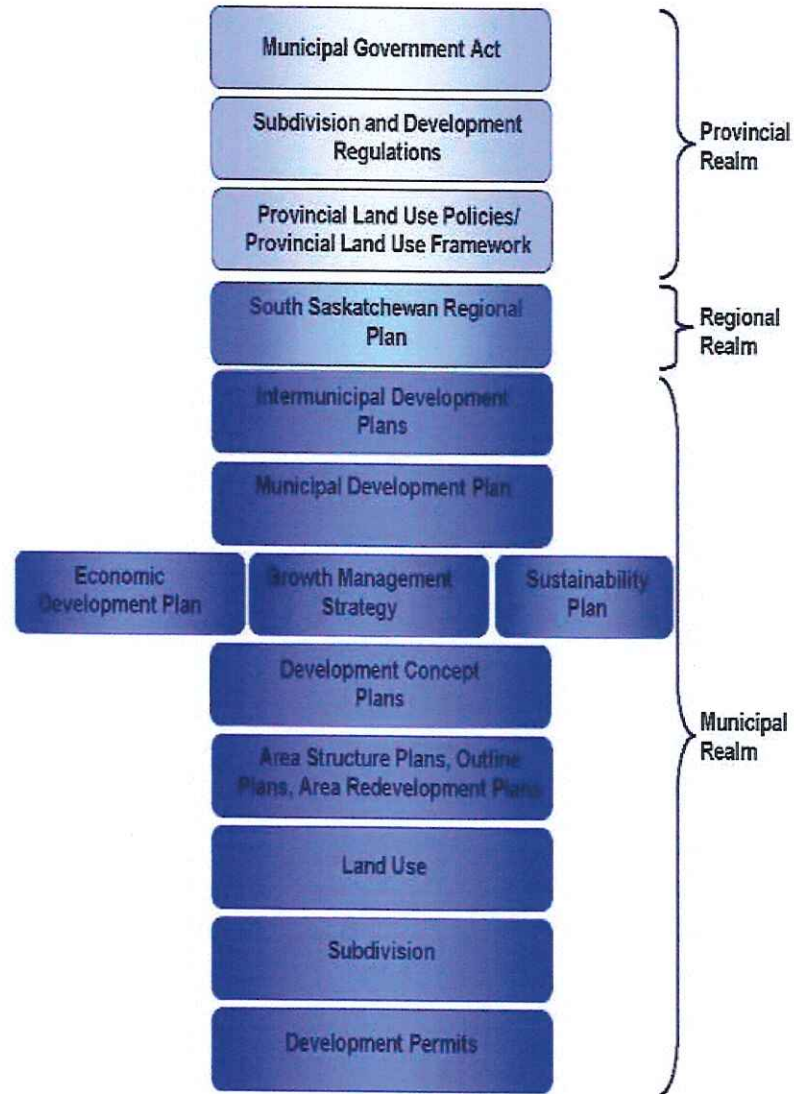 Municipal Government Act
Subdivision and Development
Regulations
Provincial Land Use Policies/
Provincial Land Use Framework
Provincial
Realm
South Saskatchewan Regional
Plan
Regional
Realm
Intermunicipal Development
Plans
Municipal Development Plan
Economic
Development Plan
Growth Management
Strategy
Sustainability
Plan
Development Concept
Plans
Area Structure Plans, Outline
Plans, Area Redevelopment Plans
Land Use
Subdivision
Development Permits
Municipal
Realm